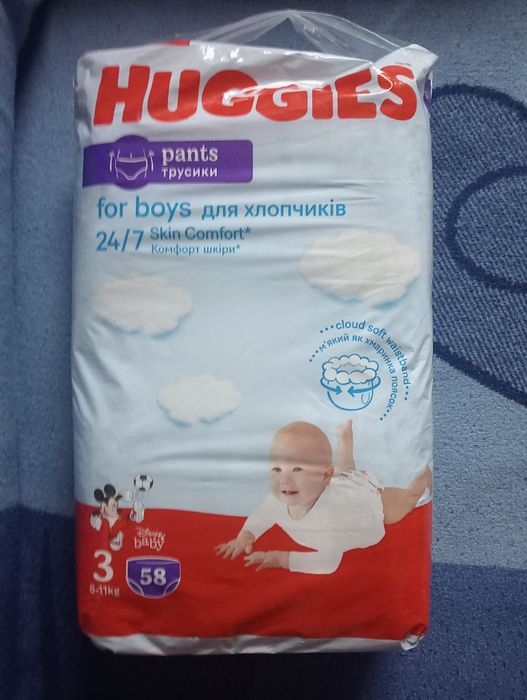 HUGGIES
pants
трусики
for boys для хлопчиків
24/7 Skin Comfort*
Комфорт шкіри*
cloud soft waistband
м'який як хмаринка поясок
Disney
baby
3
58
6-11kg